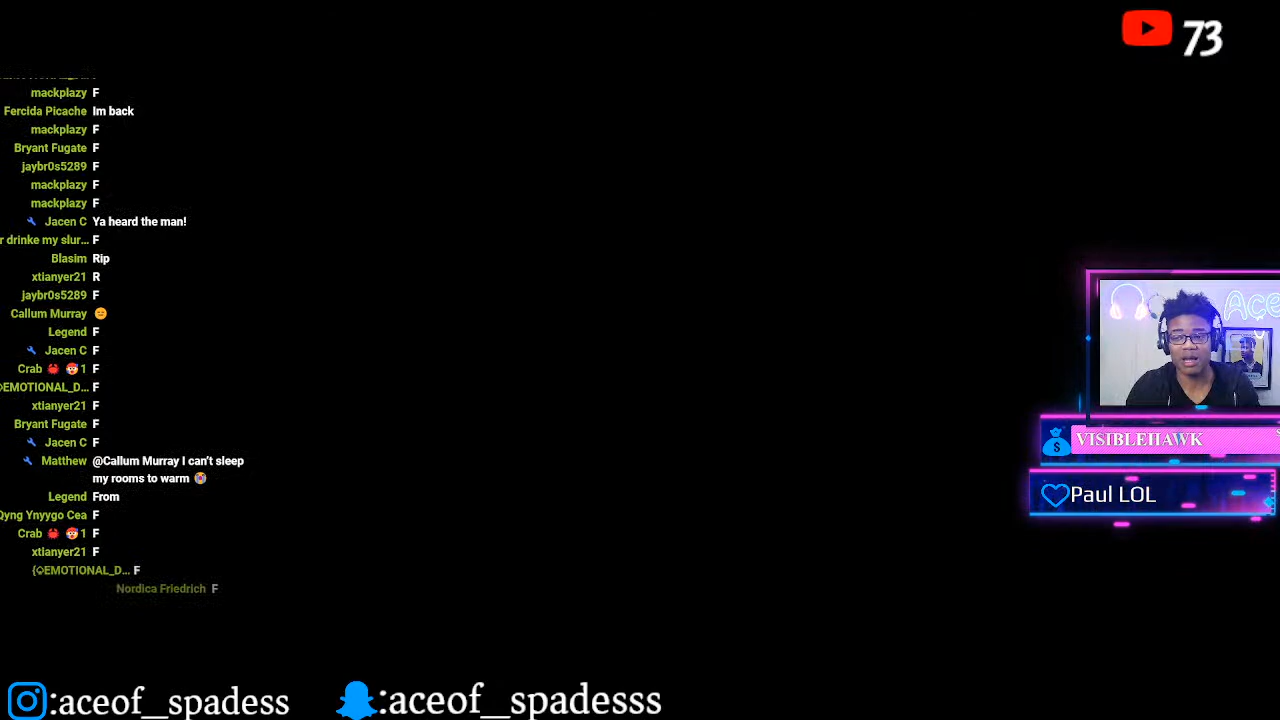 73
mackplazy F
Fercida Picache Im back
mackplazy F
Bryant Fugate F
jaybr0s5289 F
mackplazy F
mackplazy F
Jacen C Ya heard the man!
r drinke my slur... F
Blasim Rip
xtianyer21 R
jaybr0s5289 F
Callum Murray 😑
Legend F
Jacen C F
Crab 🦀 🎅1 F
EMOTIONAL_D... F
xtianyer21 F
Bryant Fugate F
Jacen C F
Matthew @Callum Murray I can't sleep
my rooms to warm 😭
Legend From
Qyng Ynyygo Cea F
Crab 🦀 🎅1 F
xtianyer21 F
EMOTIONAL_D... F
Nordica Friedrich F
Ace
VISIBLEHAWK
Paul LOL
:aceof_spadess
:aceof_spadesss